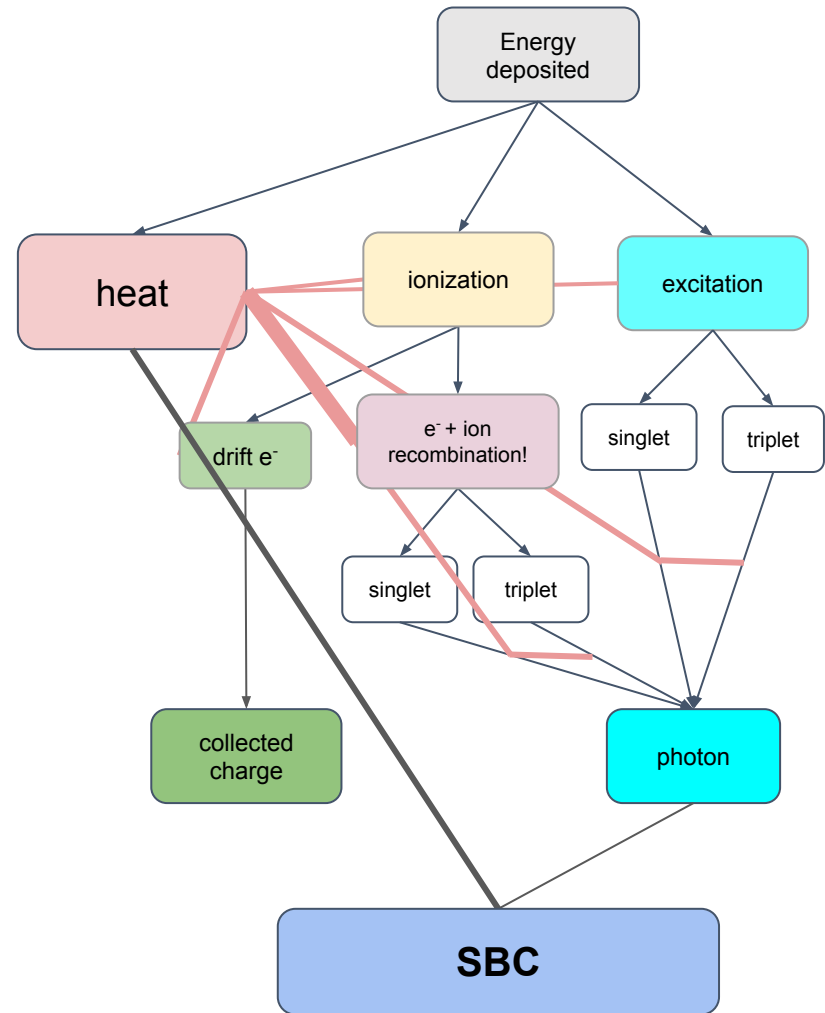 Energy
deposited
heat
ionization
excitation
drift e⁻
e⁻ + ion
recombination!
singlet
triplet
singlet
triplet
collected
charge
photon
SBC